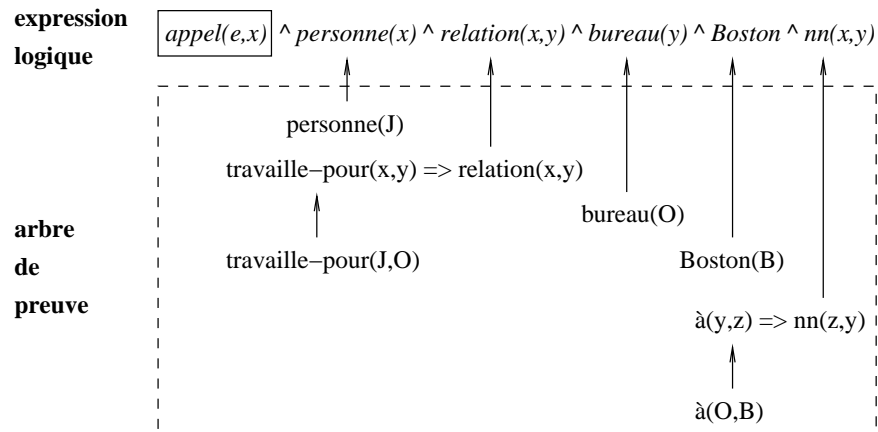 expression logique
appel(e,x) ^ personne(x) ^ relation(x,y) ^ bureau(y) ^ Boston ^ nn(x,y)
personne(J)
travaille−pour(x,y) => relation(x,y)
bureau(O)
arbre de preuve
travaille−pour(J,O)
Boston(B)
à(y,z) => nn(z,y)
à(O,B)